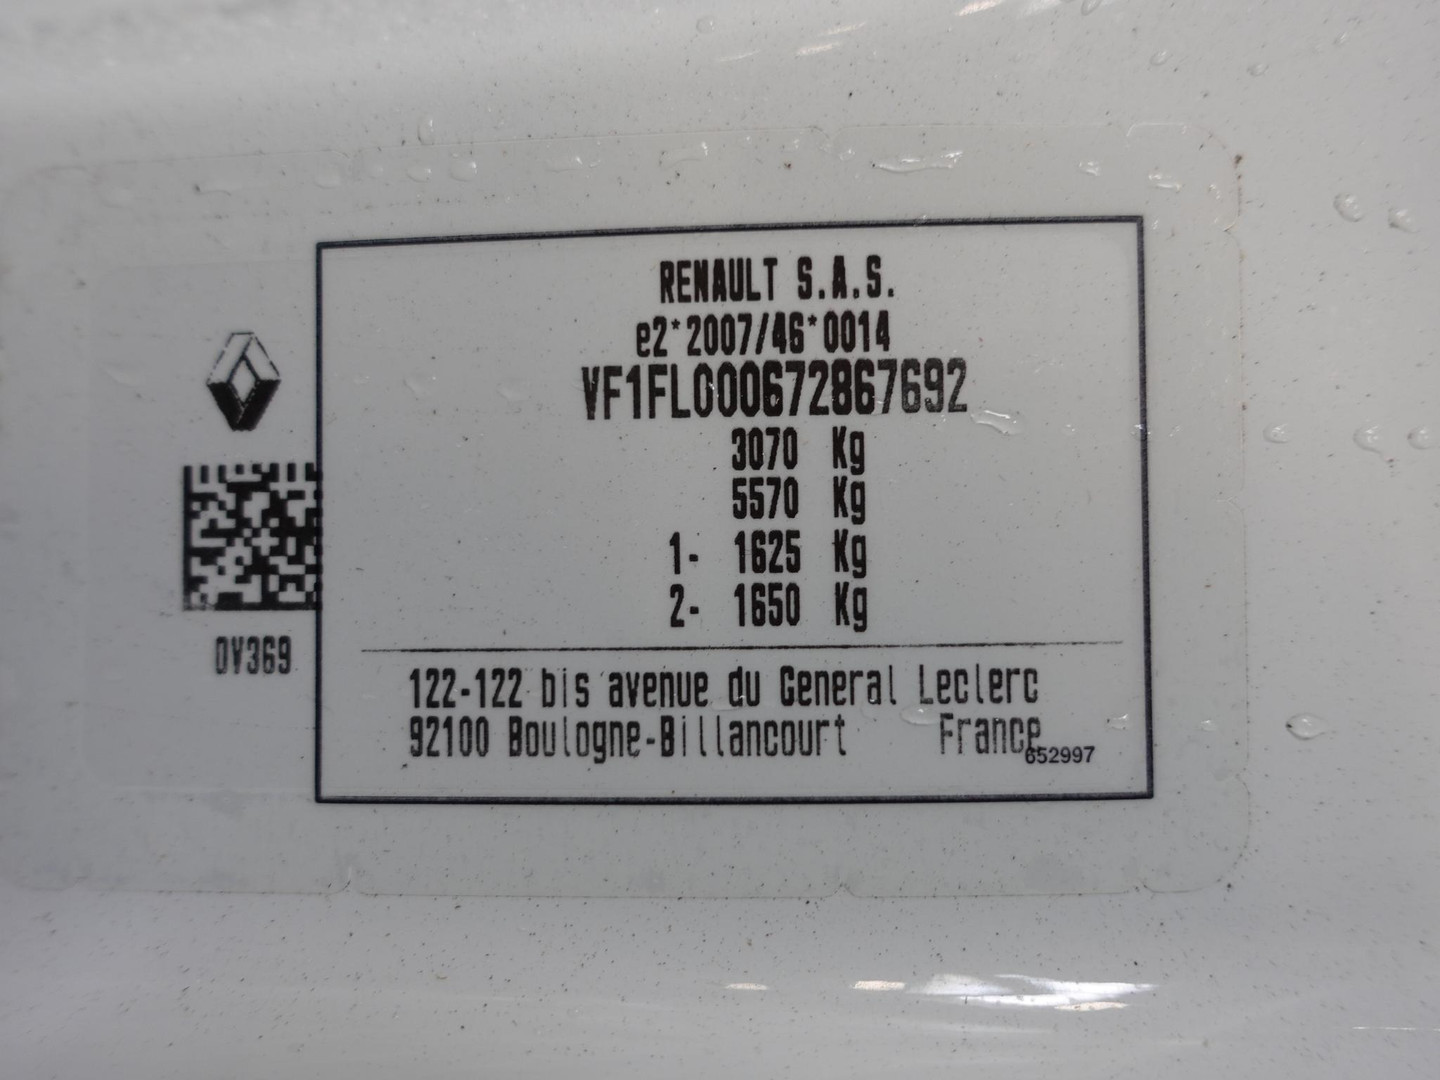 RENAULT S.A.S.
e2*2007/46*0014
VF1FL000672867692
3070 Kg
5570 Kg
1- 1625 Kg
2- 1650 Kg
0V369
122-122 bis avenue du General Leclerc
92100 Boulogne-Billancourt France
652997